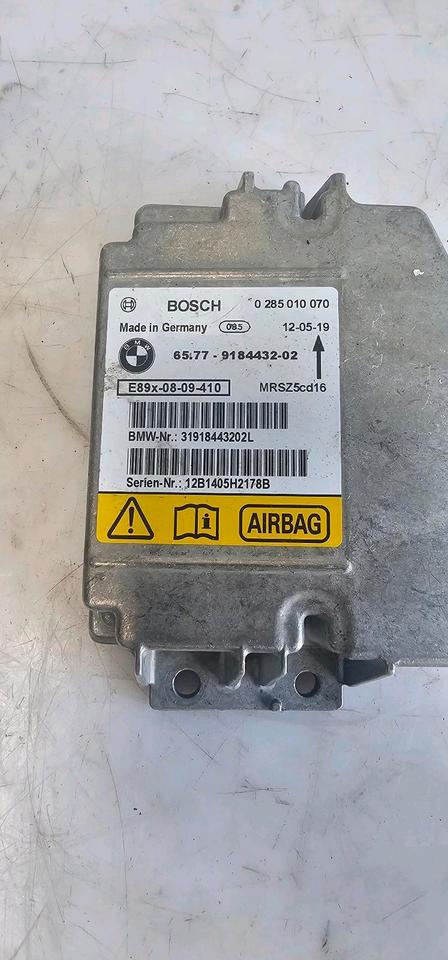 BOSCH 0 285 010 070
Made in Germany 085 12-05-19
BMW 65.77 - 9184432-02
E89x-08-09-410 MRSZ5cd16
BMW-Nr.: 31918443202L
Serien-Nr.: 12B1405H2178B
AIRBAG